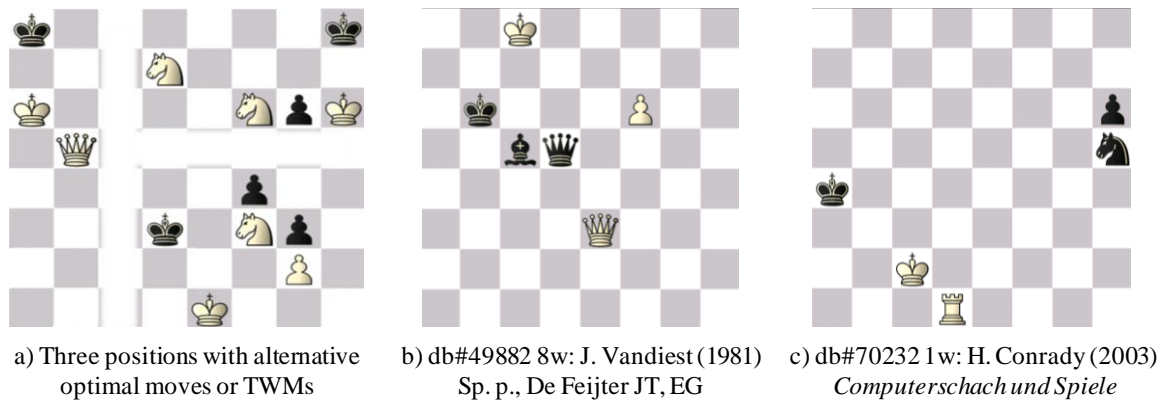 a) Three positions with alternative
optimal moves or TWMs
b) db#49882 8w: J. Vandiest (1981)
Sp. p., De Feijter JT, EG
c) db#70232 1w: H. Conrady (2003)
Computerschach und Spiele